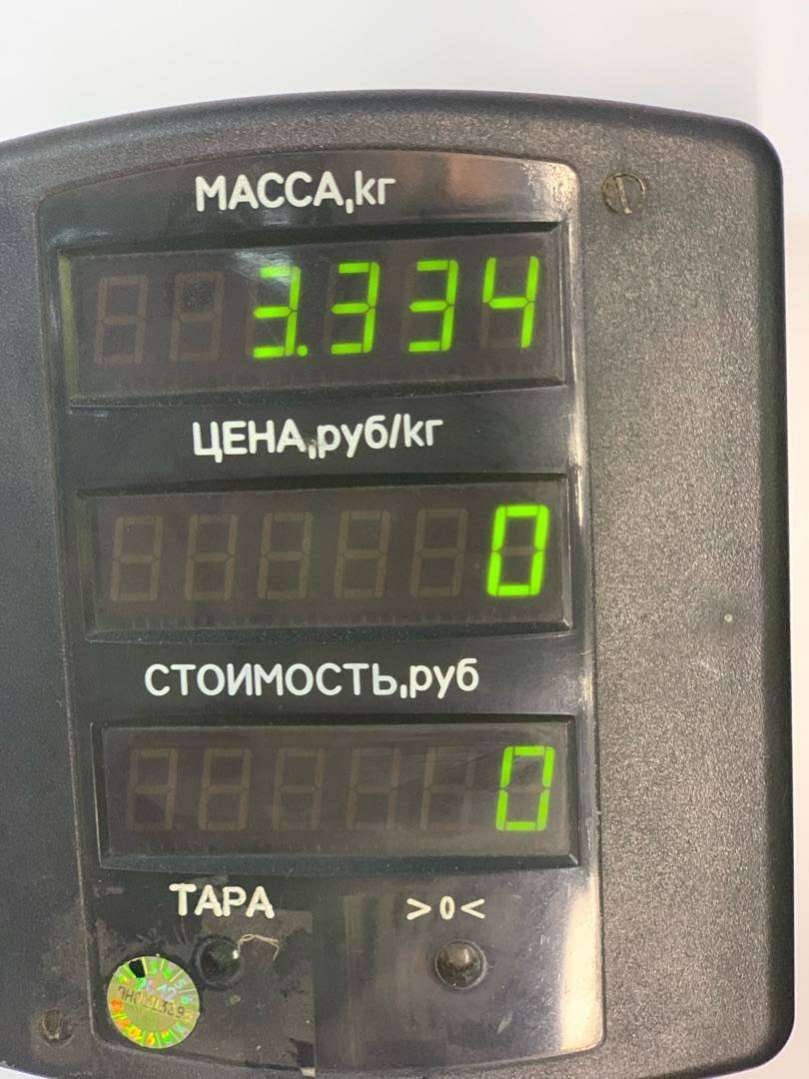 МАССА,кг
3.334
ЦЕНА,руб/кг
0
СТОИМОСТЬ,руб
0
ТАРА >0<